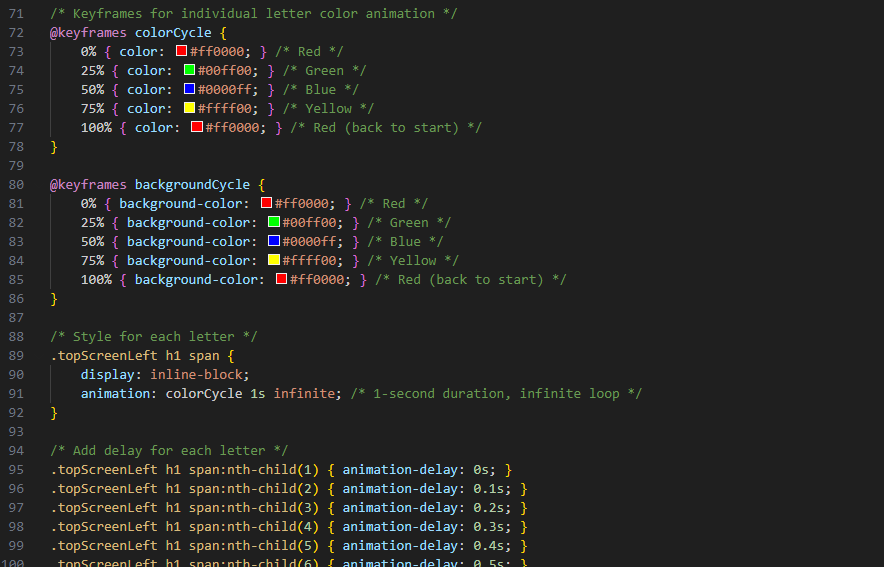 71 /* Keyframes for individual letter color animation */
72 @keyframes colorCycle {
73 0% { color: #ff0000; } /* Red */
74 25% { color: #00ff00; } /* Green */
75 50% { color: #0000ff; } /* Blue */
76 75% { color: #ffff00; } /* Yellow */
77 100% { color: #ff0000; } /* Red (back to start) */
78 }
79
80 @keyframes backgroundCycle {
81 0% { background-color: #ff0000; } /* Red */
82 25% { background-color: #00ff00; } /* Green */
83 50% { background-color: #0000ff; } /* Blue */
84 75% { background-color: #ffff00; } /* Yellow */
85 100% { background-color: #ff0000; } /* Red (back to start) */
86 }
87
88 /* Style for each letter */
89 .topScreenLeft h1 span {
90 display: inline-block;
91 animation: colorCycle 1s infinite; /* 1-second duration, infinite loop */
92 }
93
94 /* Add delay for each letter */
95 .topScreenLeft h1 span:nth-child(1) { animation-delay: 0s; }
96 .topScreenLeft h1 span:nth-child(2) { animation-delay: 0.1s; }
97 .topScreenLeft h1 span:nth-child(3) { animation-delay: 0.2s; }
98 .topScreenLeft h1 span:nth-child(4) { animation-delay: 0.3s; }
99 .topScreenLeft h1 span:nth-child(5) { animation-delay: 0.4s; }
100 .topScreenLeft h1 span:nth-child(6) { animation-delay: 0.5s; }